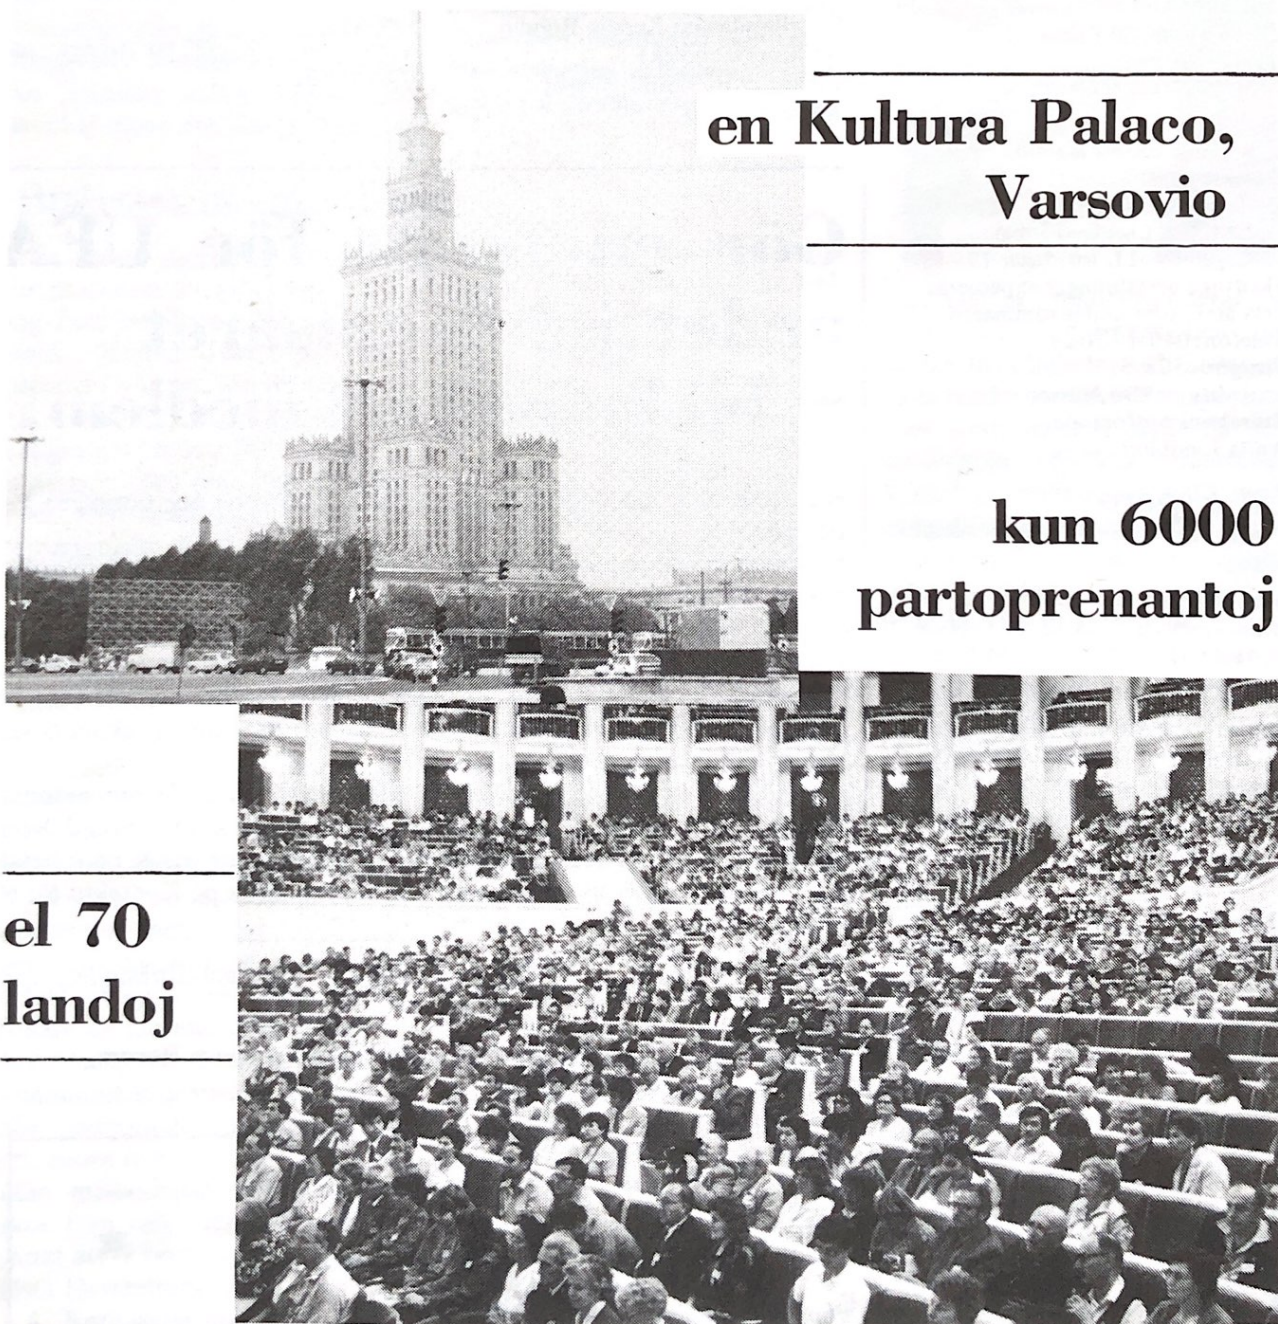 en Kultura Palaco,
Varsovio
kun 6000
partoprenantoj
el 70
landoj